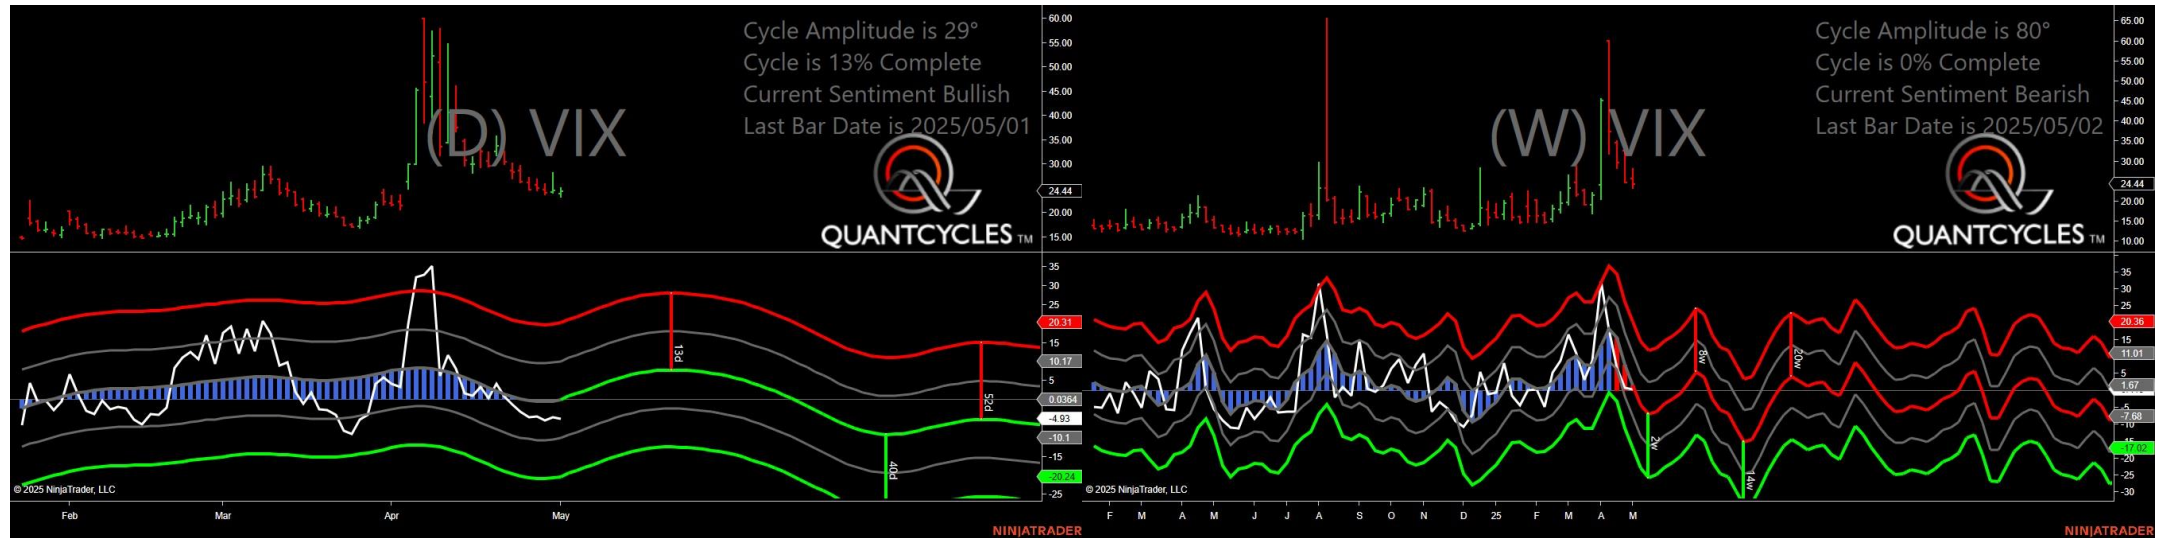 Cycle Amplitude is 29°
Cycle is 13% Complete
Current Sentiment Bullish
Last Bar Date is 2025/05/01
(D) VIX
QUANTCYCLES TM
60.00
55.00
50.00
45.00
40.00
35.00
30.00
24.44
20.00
15.00
35
30
25
20.31
15
10.17
5
0.0364
-4.93
-10.1
-15
-20.24
-25
13d
40d
52d
© 2025 NinjaTrader, LLC
Feb Mar Apr May
NINJATRADER
Cycle Amplitude is 80°
Cycle is 0% Complete
Current Sentiment Bearish
Last Bar Date is 2025/05/02
(W) VIX
QUANTCYCLES TM
65.00
60.00
55.00
50.00
45.00
40.00
35.00
30.00
24.44
20.00
15.00
10.00
35
30
25
20.36
15
11.01
5
1.67
-7.68
-10
-17.02
-20
-25
-30
2w
8w
14w
20w
© 2025 NinjaTrader, LLC
F M A M J J A S O N D 25 F M A M
NINJATRADER